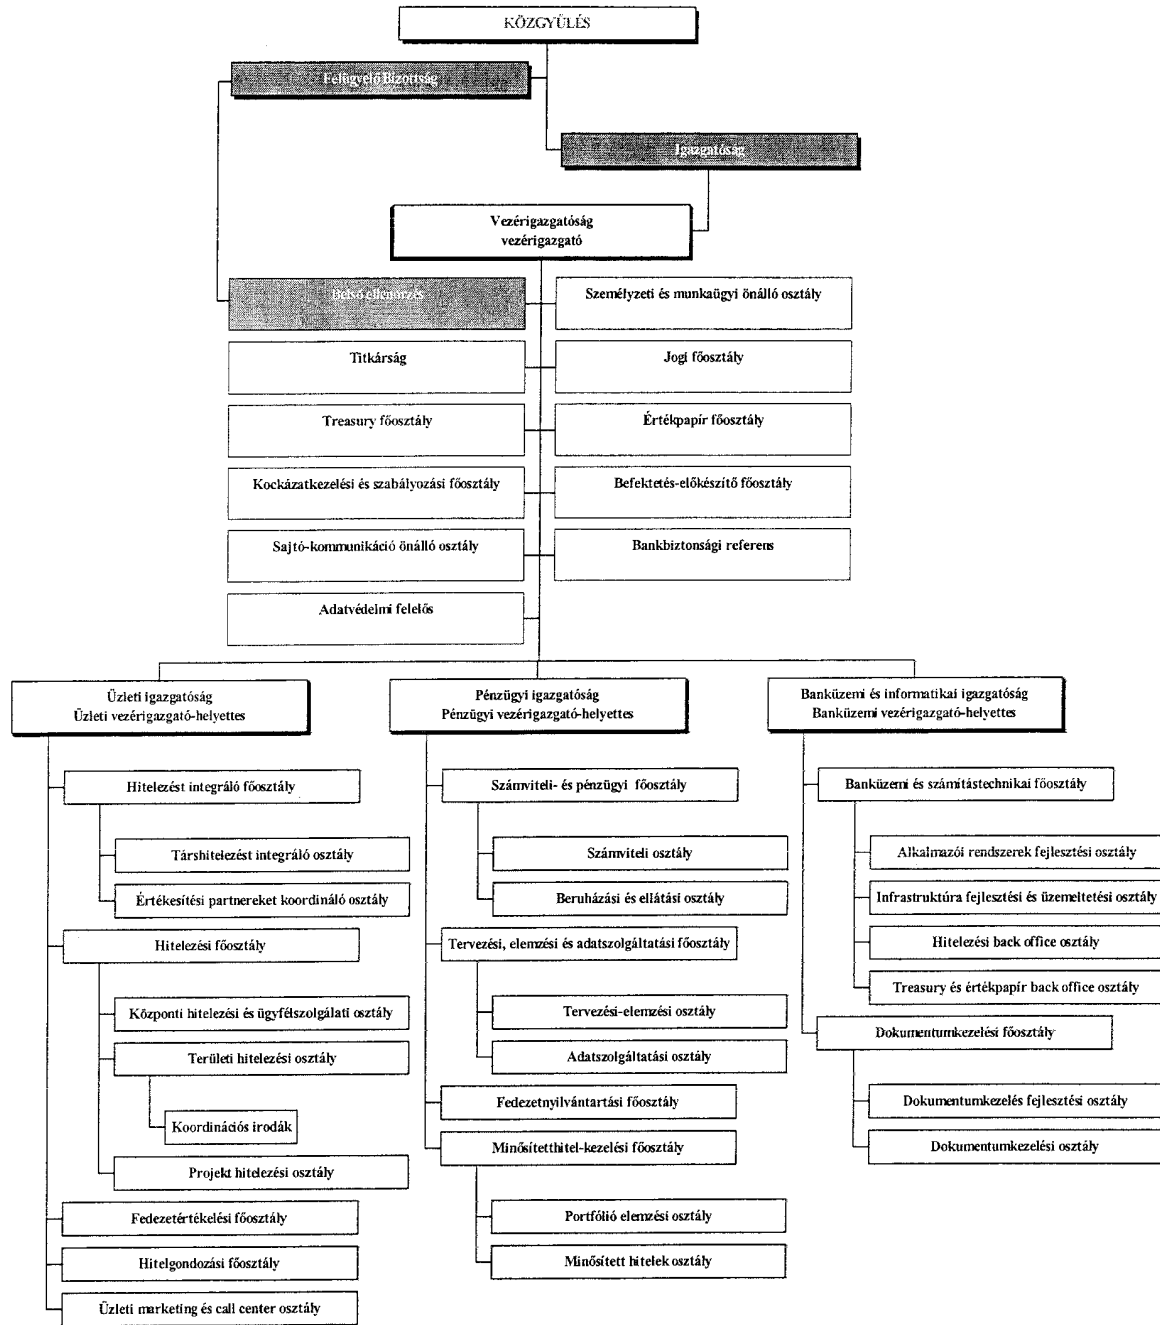 KÖZGYŰLÉS
Felügyelő Bizottság
Igazgatóság
Vezérigazgatóság
vezérigazgató
Belső ellenőrzés
Személyzeti és munkaügyi önálló osztály
Titkárság
Jogi főosztály
Treasury főosztály
Értékpapír főosztály
Kockázatkezelési és szabályozási főosztály
Befektetés-előkészítő főosztály
Sajtó-kommunikáció önálló osztály
Bankbiztonsági referens
Adatvédelmi felelős
Üzleti igazgatóság
Üzleti vezérigazgató-helyettes
Hitelezést integráló főosztály
Társhitelezést integráló osztály
Értékesítési partnereket koordináló osztály
Hitelezési főosztály
Központi hitelezési és ügyfélszolgálati osztály
Területi hitelezési osztály
Koordinációs irodák
Projekt hitelezési osztály
Fedezetértékelési főosztály
Hitelgondozási főosztály
Üzleti marketing és call center osztály
Pénzügyi igazgatóság
Pénzügyi vezérigazgató-helyettes
Számviteli- és pénzügyi főosztály
Számviteli osztály
Beruházási és ellátási osztály
Tervezési, elemzési és adatszolgáltatási főosztály
Tervezési-elemzési osztály
Adatszolgáltatási osztály
Fedezetnyilvántartási főosztály
Minősítetthitel-kezelési főosztály
Portfólió elemzési osztály
Minősített hitelek osztály
Banküzemi és informatikai igazgatóság
Banküzemi vezérigazgató-helyettes
Banküzemi és számítástechnikai főosztály
Alkalmazói rendszerek fejlesztési osztály
Infrastruktúra fejlesztési és üzemeltetési osztály
Hitelezési back office osztály
Treasury és értékpapír back office osztály
Dokumentumkezelési főosztály
Dokumentumkezelés fejlesztési osztály
Dokumentumkezelési osztály